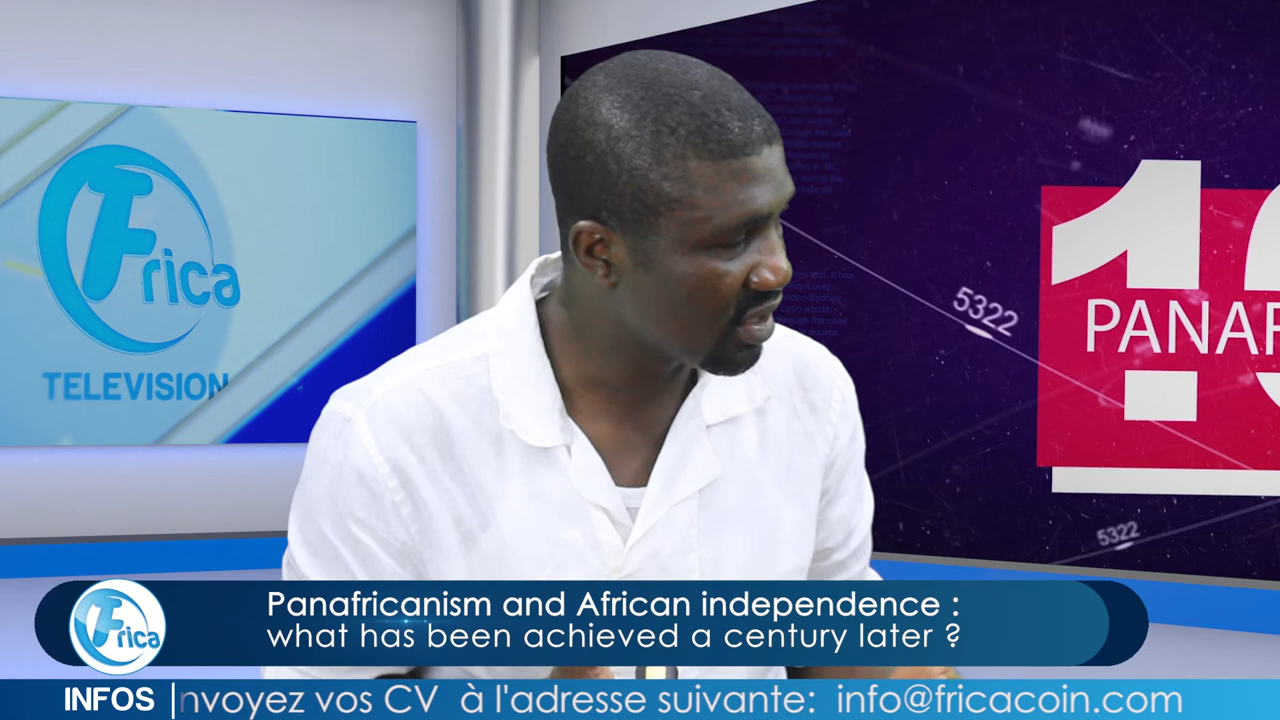 Frica
TELEVISION
5322
PANAF
5322
Panafricanism and African independence :
what has been achieved a century later ?
Frica
INFOS
nvoyez vos CV à l'adresse suivante: info@fricacoin.com